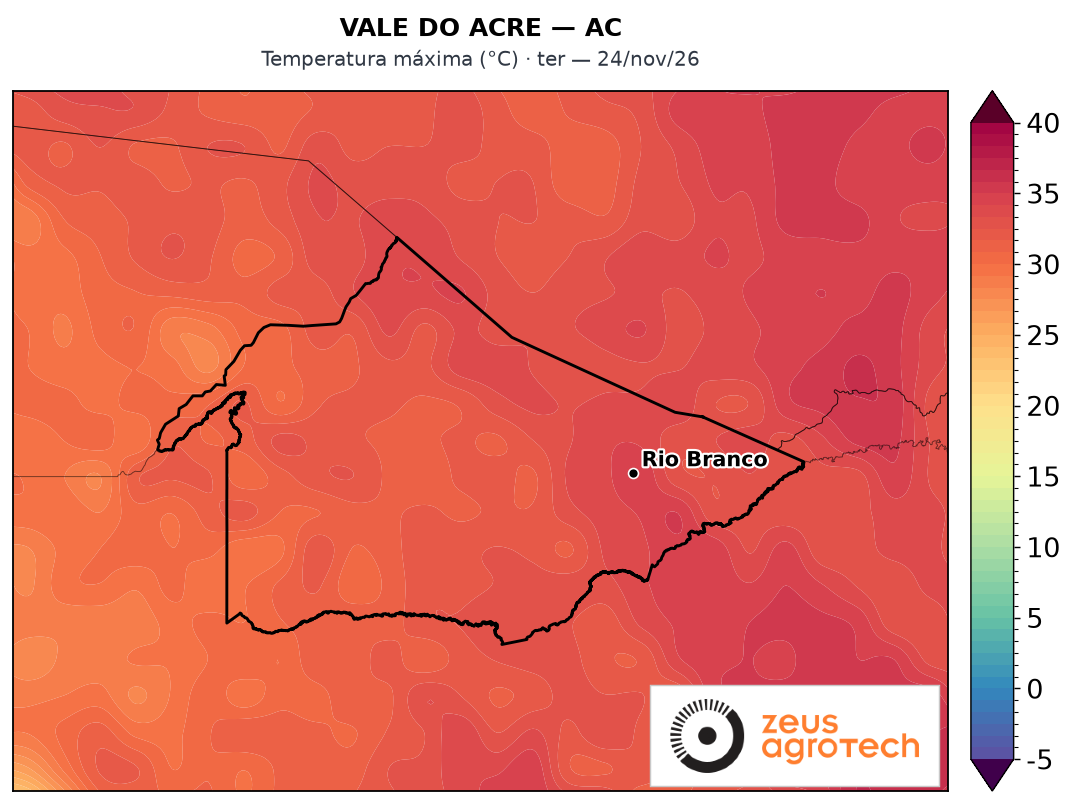 VALE DO ACRE — AC
Temperatura máxima (°C) · ter — 24/nov/26
40
35
30
25
20
15
10
5
0
-5
Rio Branco
zeus
agrotech